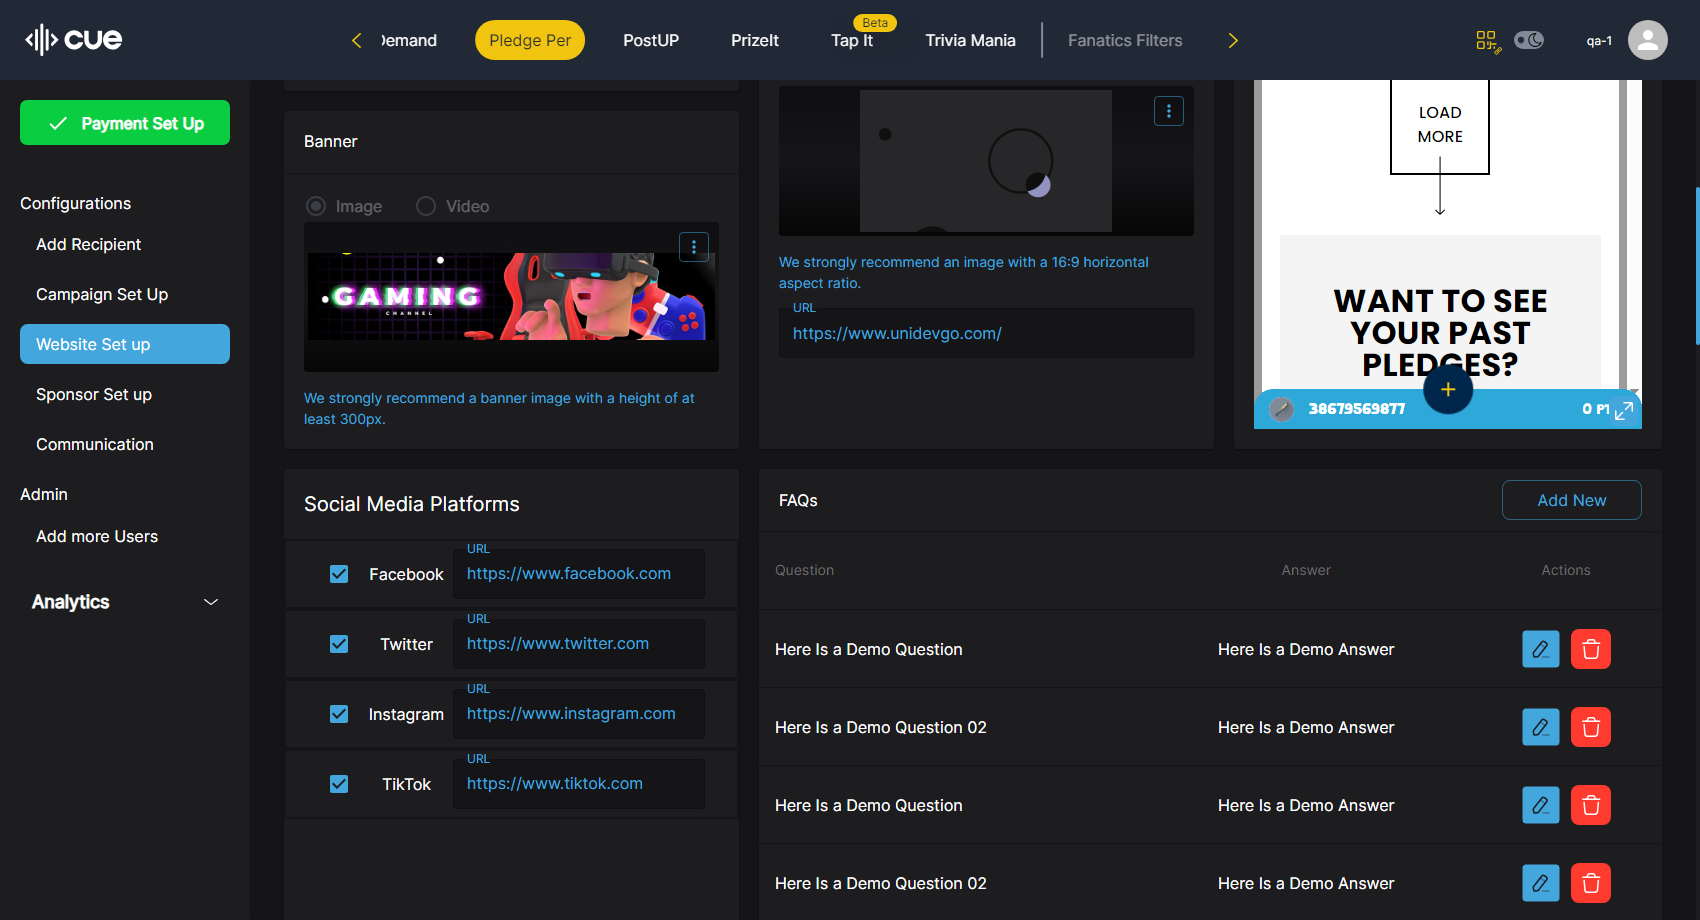 cue
Demand
Pledge Per
PostUP
PrizeIt
Beta
Tap It
Trivia Mania
Fanatics Filters
qa-1
Payment Set Up
Configurations
Add Recipient
Campaign Set Up
Website Set up
Sponsor Set up
Communication
Admin
Add more Users
Analytics
Banner
Image
Video
GAMING
CHANNEL
We strongly recommend a banner image with a height of at
least 300px.
We strongly recommend an image with a 16:9 horizontal
aspect ratio.
URL
https://www.unidevgo.com/
LOAD
MORE
WANT TO SEE
YOUR PAST
PLEDGES?
38679569877
0 PT
Social Media Platforms
Facebook
URL
https://www.facebook.com
Twitter
URL
https://www.twitter.com
Instagram
URL
https://www.instagram.com
TikTok
URL
https://www.tiktok.com
FAQs
Add New
Question
Answer
Actions
Here Is a Demo Question
Here Is a Demo Answer
Here Is a Demo Question 02
Here Is a Demo Answer
Here Is a Demo Question
Here Is a Demo Answer
Here Is a Demo Question 02
Here Is a Demo Answer